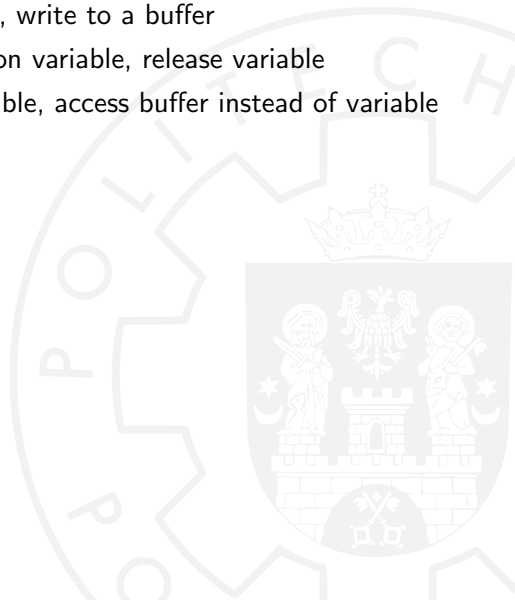 , write to a buffer
on variable, release variable
ble, access buffer instead of variable
P O L I T E C H
P O